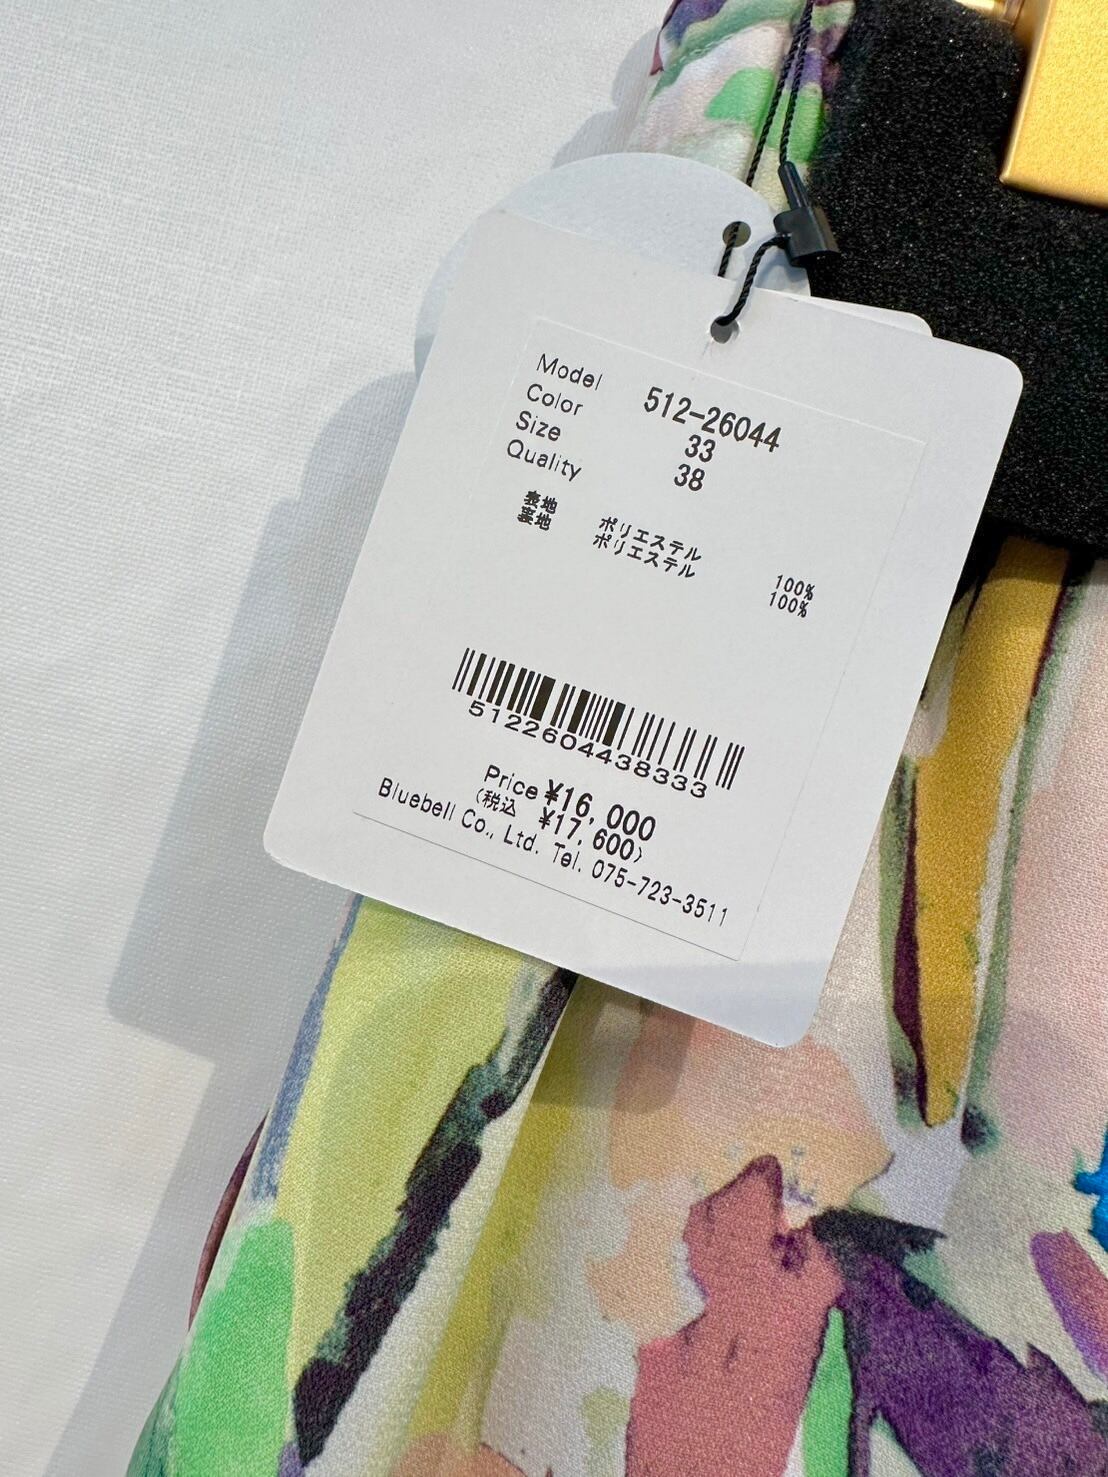 Model 512-26044
Color 33
Size 38
Quality
表地 ポリエステル 100%
裏地 ポリエステル 100%
5122604438333
Price ¥16,000
(税込 ¥17,600)
Bluebell Co., Ltd. Tel. 075-723-3511